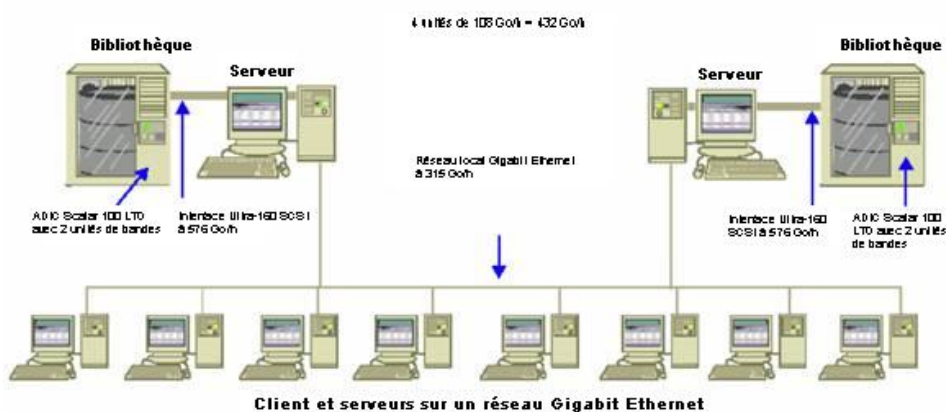 4 unités de 108 Go/h = 432 Go/h
Bibliothèque
Serveur
Serveur
Bibliothèque
Réseau local Gigabit Ethernet
à 315 Go/h
ADIC Scalar 100 LTO
avec 2 unités de bandes
Interface Ultra-160 SCSI
à 576 Go/h
Interface Ultra-160
SCSI à 576 Go/h
ADIC Scalar 100
LTO avec 2 unités
de bandes
Client et serveurs sur un réseau Gigabit Ethernet